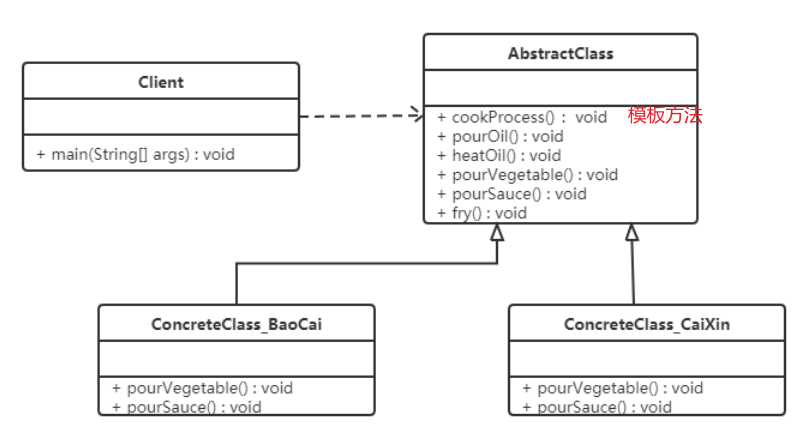 Client
+ main(String[] args) : void
AbstractClass
+ cookProcess() : void 模板方法
+ pourOil() : void
+ heatOil() : void
+ pourVegetable() : void
+ pourSauce() : void
+ fry() : void
ConcreteClass_BaoCai
+ pourVegetable() : void
+ pourSauce() : void
ConcreteClass_CaiXin
+ pourVegetable() : void
+ pourSauce() : void